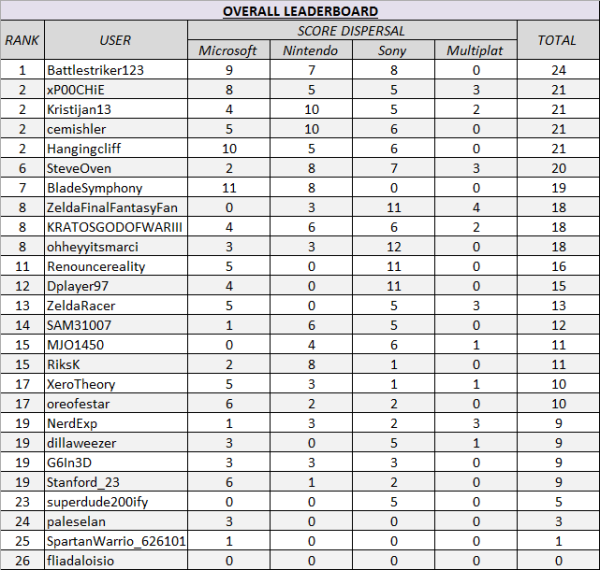 OVERALL LEADERBOARD
RANK USER SCORE DISPERSAL TOTAL
Microsoft Nintendo Sony Multiplat
1 Battlestriker123 9 7 8 0 24
2 xP00CHiE 8 5 5 3 21
2 Kristijan13 4 10 5 2 21
2 cemishler 5 10 6 0 21
2 Hangingcliff 10 5 6 0 21
6 SteveOven 2 8 7 3 20
7 BladeSymphony 11 8 0 0 19
8 ZeldaFinalFantasyFan 0 3 11 4 18
8 KRATOSGODOFWARIII 4 6 6 2 18
8 ohheyyitsmarci 3 3 12 0 18
11 Renouncereality 5 0 11 0 16
12 Dplayer97 4 0 11 0 15
13 ZeldaRacer 5 0 5 3 13
14 SAM31007 1 6 5 0 12
15 MJO1450 0 4 6 1 11
15 RiksK 2 8 1 0 11
17 XeroTheory 5 3 1 1 10
17 oreofestar 6 2 2 0 10
19 NerdExp 1 3 2 3 9
19 dillaweezer 3 0 5 1 9
19 G6In3D 3 3 3 0 9
19 Stanford_23 6 1 2 0 9
23 superdude200ify 0 0 5 0 5
24 paleselan 3 0 0 0 3
25 SpartanWarrio_626101 1 0 0 0 1
26 fliadaloisio 0 0 0 0 0